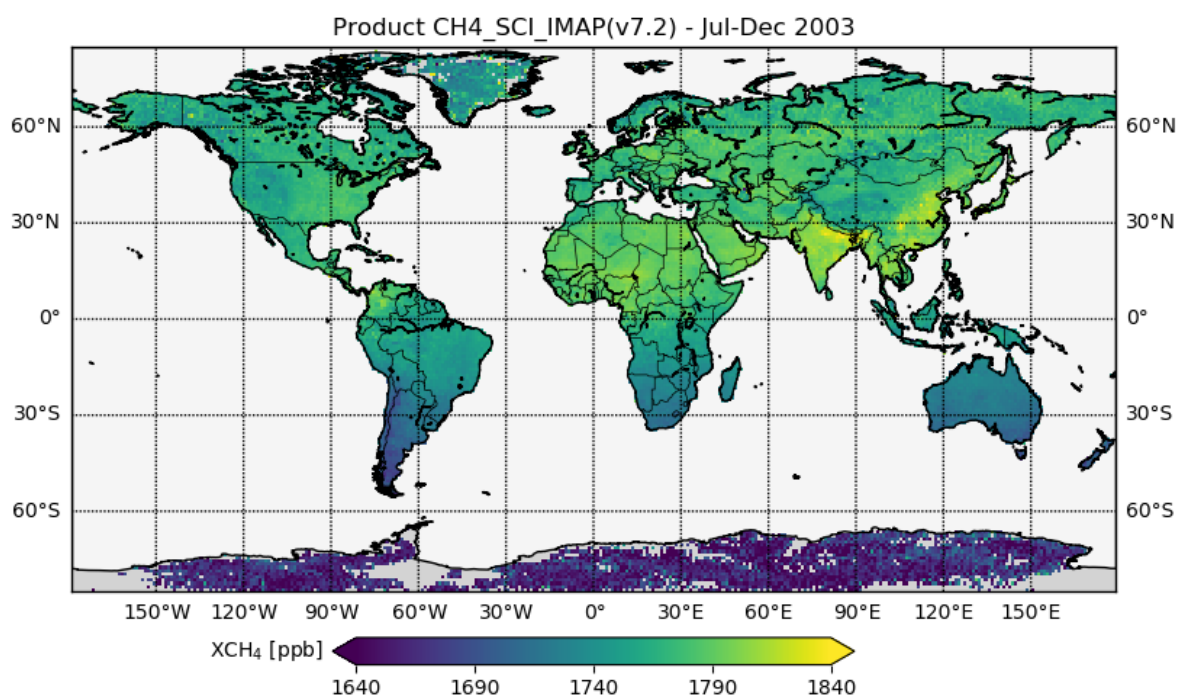 Product CH4_SCI_IMAP(v7.2) - Jul-Dec 2003
60°N 60°N
30°N 30°N
0° 0°
30°S 30°S
60°S 60°S
150°W 120°W 90°W 60°W 30°W 0° 30°E 60°E 90°E 120°E 150°E
XCH₄ [ppb]
1640 1690 1740 1790 1840